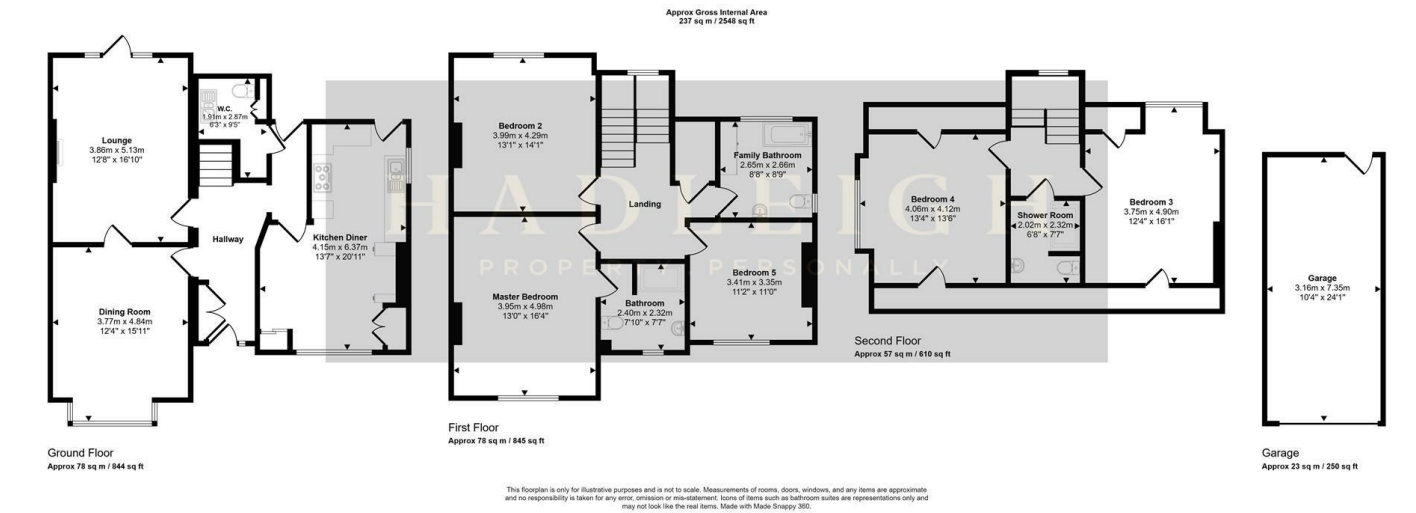 Approx Gross Internal Area
237 sq m / 2548 sq ft
Lounge
3.86m x 5.13m
12'8" x 16'10"
W.C.
1.91m x 2.87m
6'3" x 9'5"
Hallway
Kitchen Diner
4.15m x 6.37m
13'7" x 20'11"
Dining Room
3.77m x 4.84m
12'4" x 15'11"
Ground Floor
Approx 78 sq m / 844 sq ft
Bedroom 2
3.99m x 4.29m
13'1" x 14'1"
Family Bathroom
2.65m x 2.66m
8'8" x 8'9"
Landing
Master Bedroom
3.95m x 4.98m
13'0" x 16'4"
Bathroom
2.40m x 2.32m
7'10" x 7'7"
Bedroom 5
3.41m x 3.35m
11'2" x 11'0"
First Floor
Approx 78 sq m / 845 sq ft
HADLEIGH
PROPERTY. PERSONALLY
Bedroom 4
4.06m x 4.12m
13'4" x 13'6"
Shower Room
2.02m x 2.32m
6'8" x 7'7"
Bedroom 3
3.75m x 4.90m
12'4" x 16'1"
Second Floor
Approx 57 sq m / 610 sq ft
Garage
3.16m x 7.35m
10'4" x 24'1"
Garage
Approx 23 sq m / 250 sq ft
This floorplan is only for illustrative purposes and is not to scale. Measurements of rooms, doors, windows, and any items are approximate
and no responsibility is taken for any error, omission or mis-statement. Icons of items such as bathroom suites are representations only and
may not look like the real items. Made with Made Snappy 360.